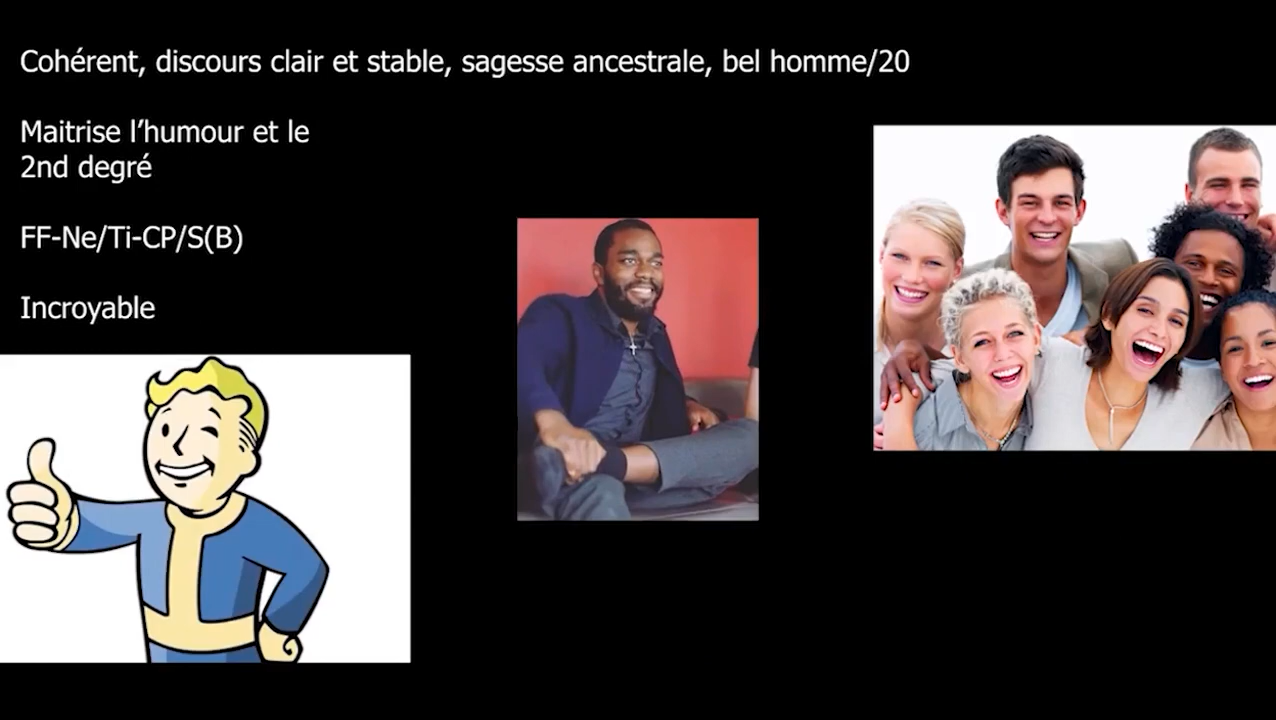 Cohérent, discours clair et stable, sagesse ancestrale, bel homme/20
Maitrise l’humour et le
2nd degré
FF-Ne/Ti-CP/S(B)
Incroyable